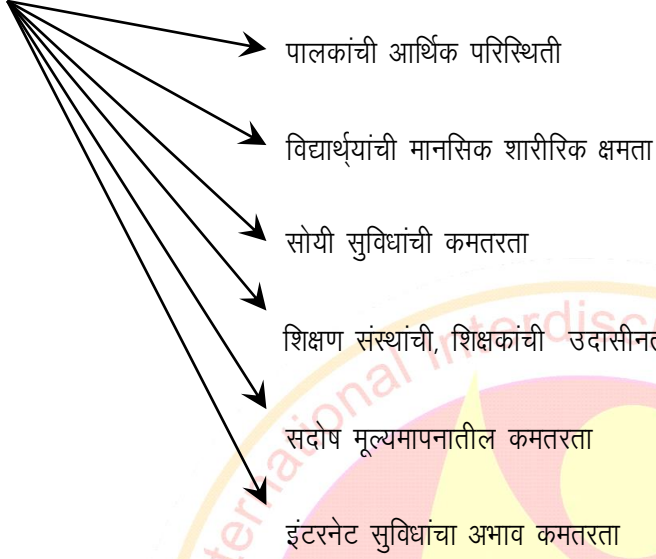 पालकांची आर्थिक परिस्थिती
विद्यार्थ्यांची मानसिक शारीरिक क्षमता
सोयी सुविधांची कमतरता
शिक्षण संस्थांची, शिक्षकांची
सदोष मूल्यमापनातील कमतरता
इंटरनेट सुविधांचा अभाव कमतरता